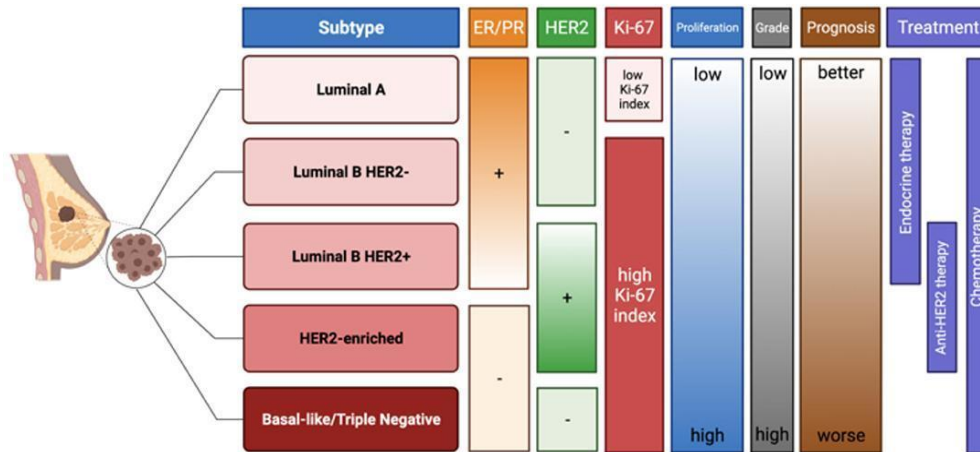 Subtype
ER/PR
HER2
Ki-67
Proliferation
Grade
Prognosis
Treatment
Luminal A
Luminal B HER2-
Luminal B HER2+
HER2-enriched
Basal-like/Triple Negative
+
-
-
+
-
low
Ki-67
index
high
Ki-67
index
low
high
low
high
better
worse
Endocrine therapy
Anti-HER2 therapy
Chemotherapy